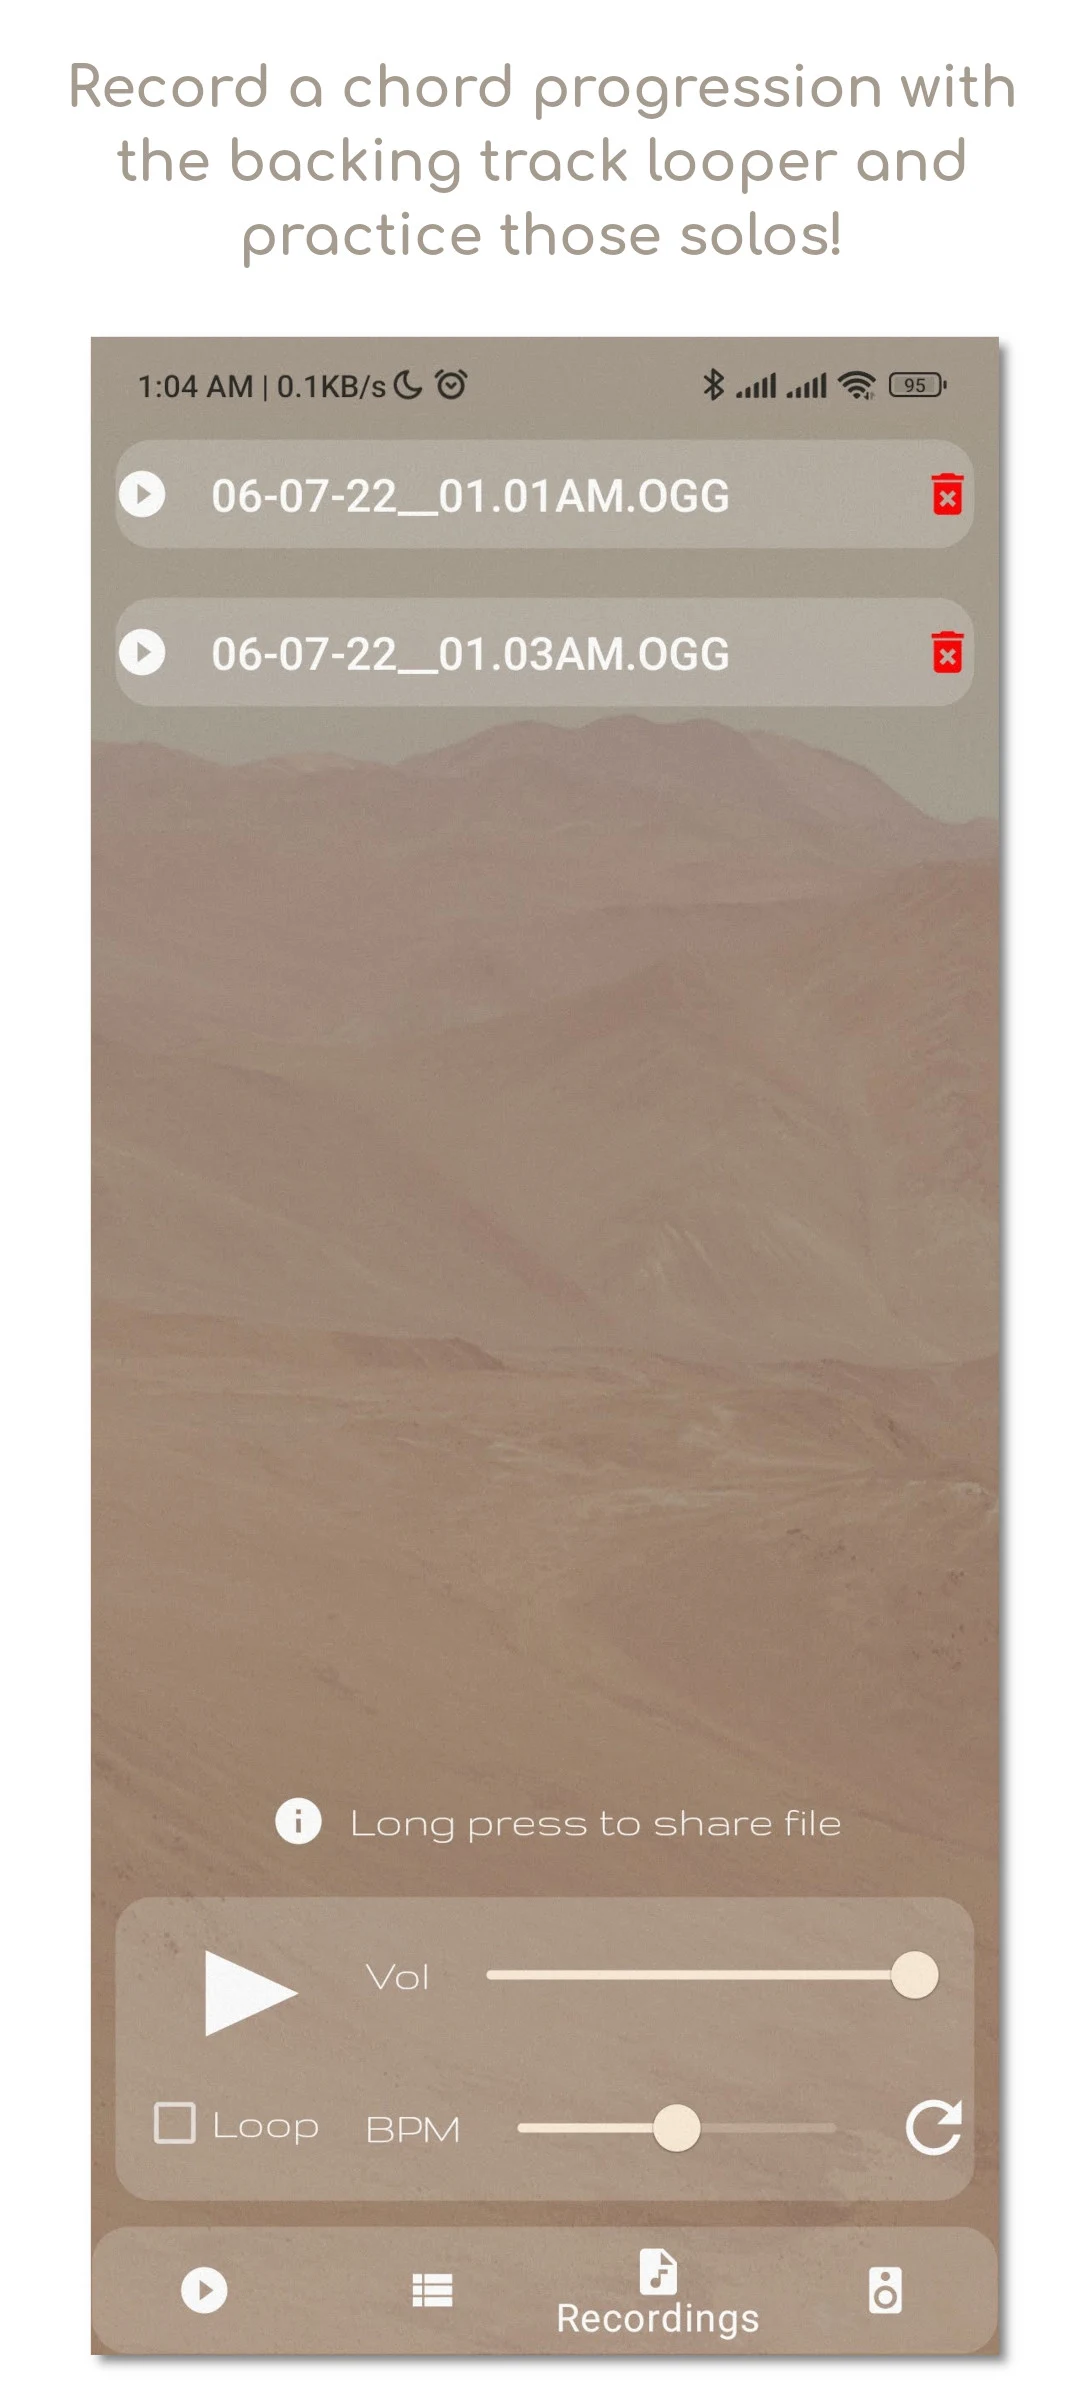 Record a chord progression with
the backing track looper and
practice those solos!
1:04 AM | 0.1KB/s 95
06-07-22__01.01AM.OGG
06-07-22__01.03AM.OGG
Long press to share file
Vol
Loop BPM
Recordings